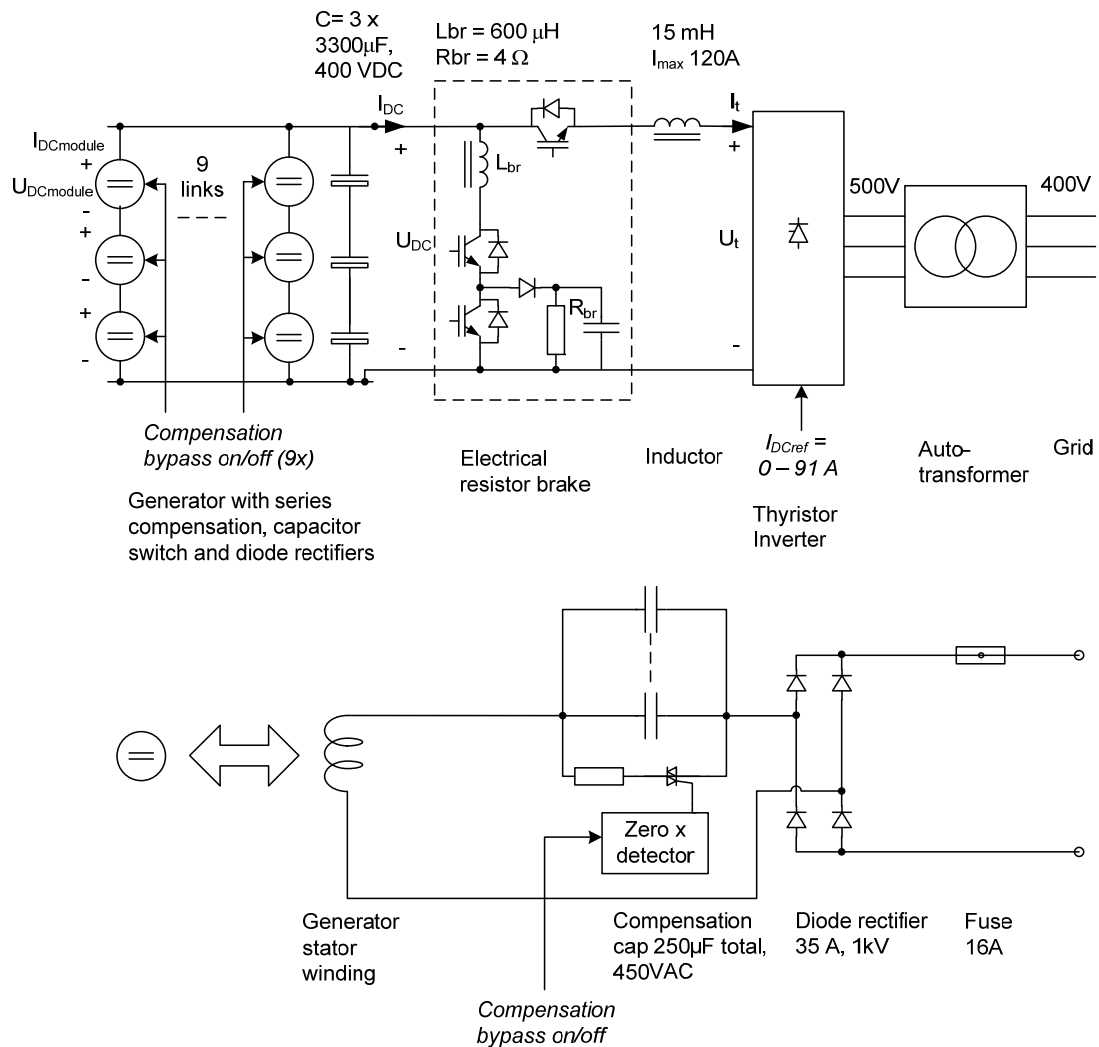 C= 3 x
3300μF,
400 VDC
Lbr = 600 μH
Rbr = 4 Ω
15 mH
Imax 120A
IDC
It
IDCmodule
+
UDCmodule
-
+
-
+
-
9
links
+
UDC
-
Lbr
Rbr
+
Ut
-
500V
400V
Compensation
bypass on/off (9x)
Generator with series
compensation, capacitor
switch and diode rectifiers
Electrical
resistor brake
Inductor
IDCref =
0 – 91 A
Thyristor
Inverter
Auto-
transformer
Grid
Zero x
detector
Generator
stator
winding
Compensation
cap 250µF total,
450VAC
Diode rectifier
35 A, 1kV
Fuse
16A
Compensation
bypass on/off